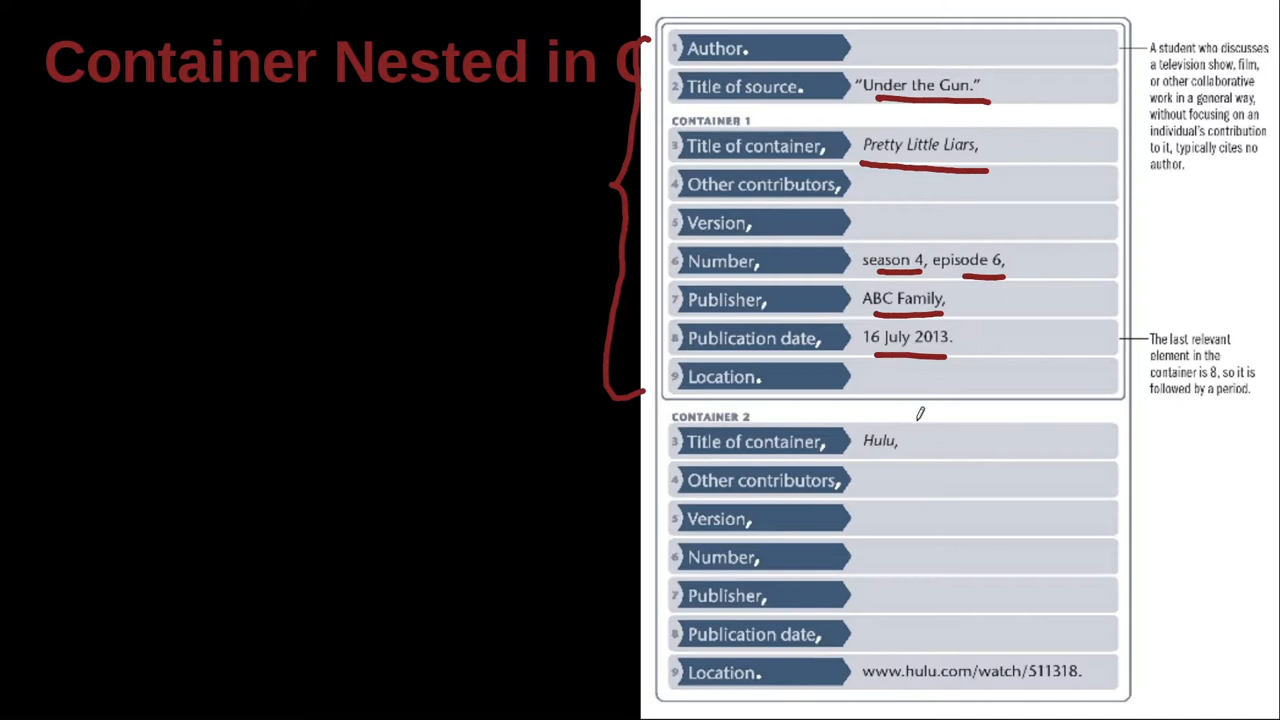 Container Nested in
1 Author.
2 Title of source. “Under the Gun.”
CONTAINER 1
3 Title of container, Pretty Little Liars,
4 Other contributors,
5 Version,
6 Number, season 4, episode 6,
7 Publisher, ABC Family,
8 Publication date, 16 July 2013.
9 Location.
CONTAINER 2
3 Title of container, Hulu,
4 Other contributors,
5 Version,
6 Number,
7 Publisher,
8 Publication date,
9 Location. www.hulu.com/watch/511318.
A student who discusses
a television show, film,
or other collaborative
work in a general way,
without focusing on an
individual’s contribution
to it, typically cites no
author.
The last relevant
element in the
container is 8, so it is
followed by a period.